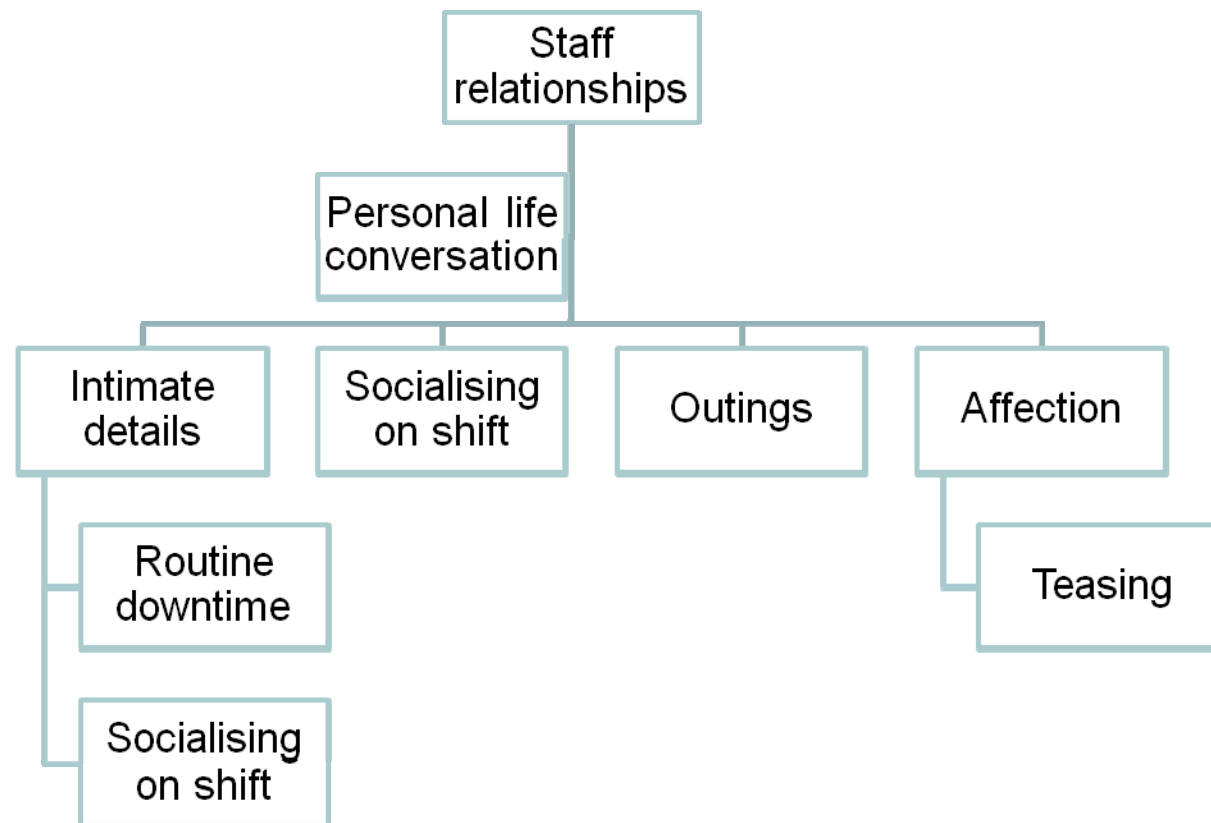 Staff
relationships
Personal life
conversation
Intimate
details
Socialising
on shift
Outings
Affection
Routine
downtime
Teasing
Socialising
on shift